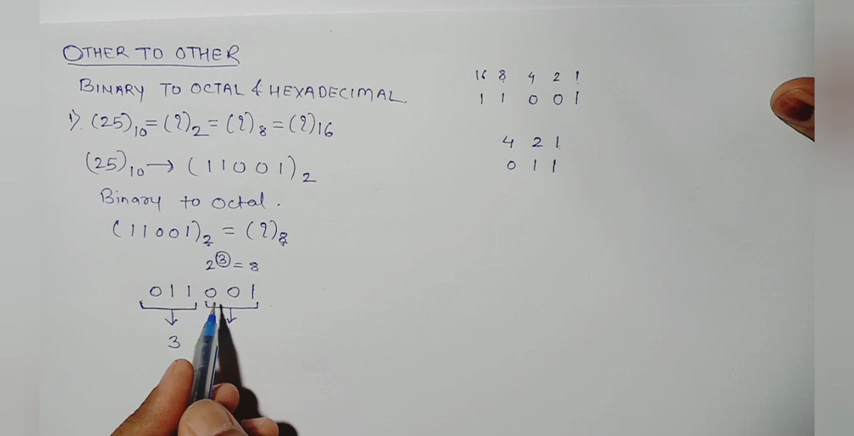 OTHER TO OTHER
BINARY TO OCTAL & HEXADECIMAL.
1). (25)₁₀ = (?)₂ = (?)₈ = (?)₁₆
(25)₁₀ → (11001)₂
Binary to Octal.
(11001)₂ = (?)₈
2③ = 8
011 001
3
16 8 4 2 1
1 1 0 0 1
4 2 1
0 1 1